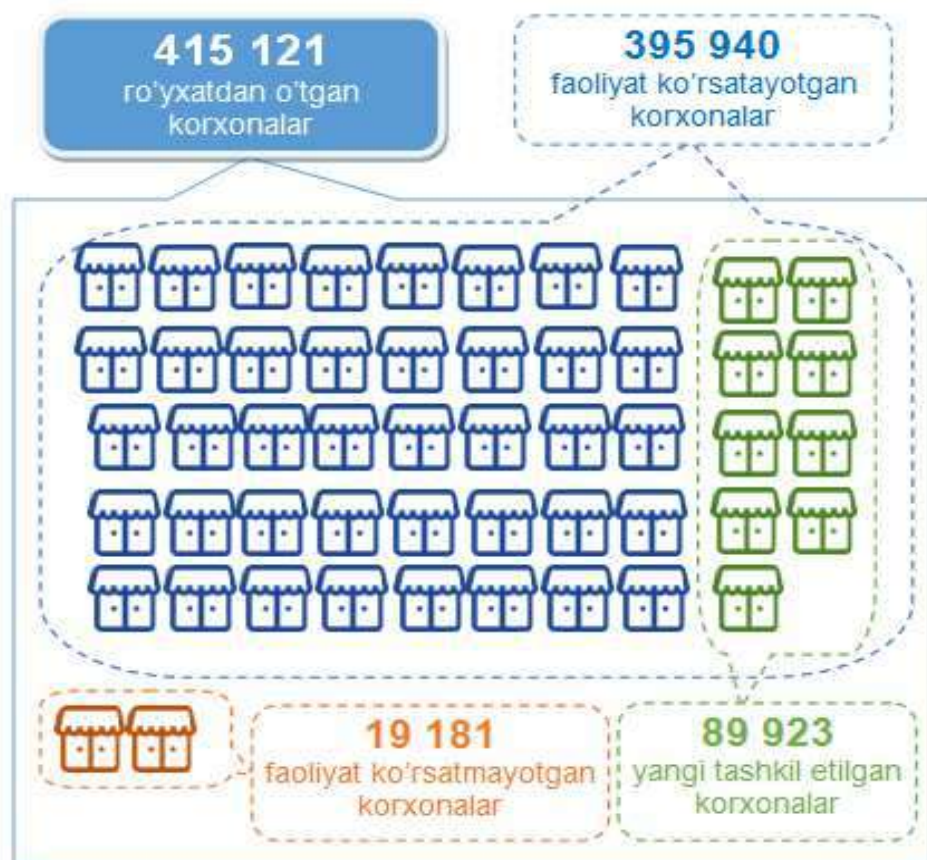 415 121
ro'yxatdan o'tgan
korxonalar
395 940
faoliyat ko'rsatayotgan
korxonalar
19 181
faoliyat ko'rsatmayotgan
korxonalar
89 923
yangi tashkil etilgan
korxonalar